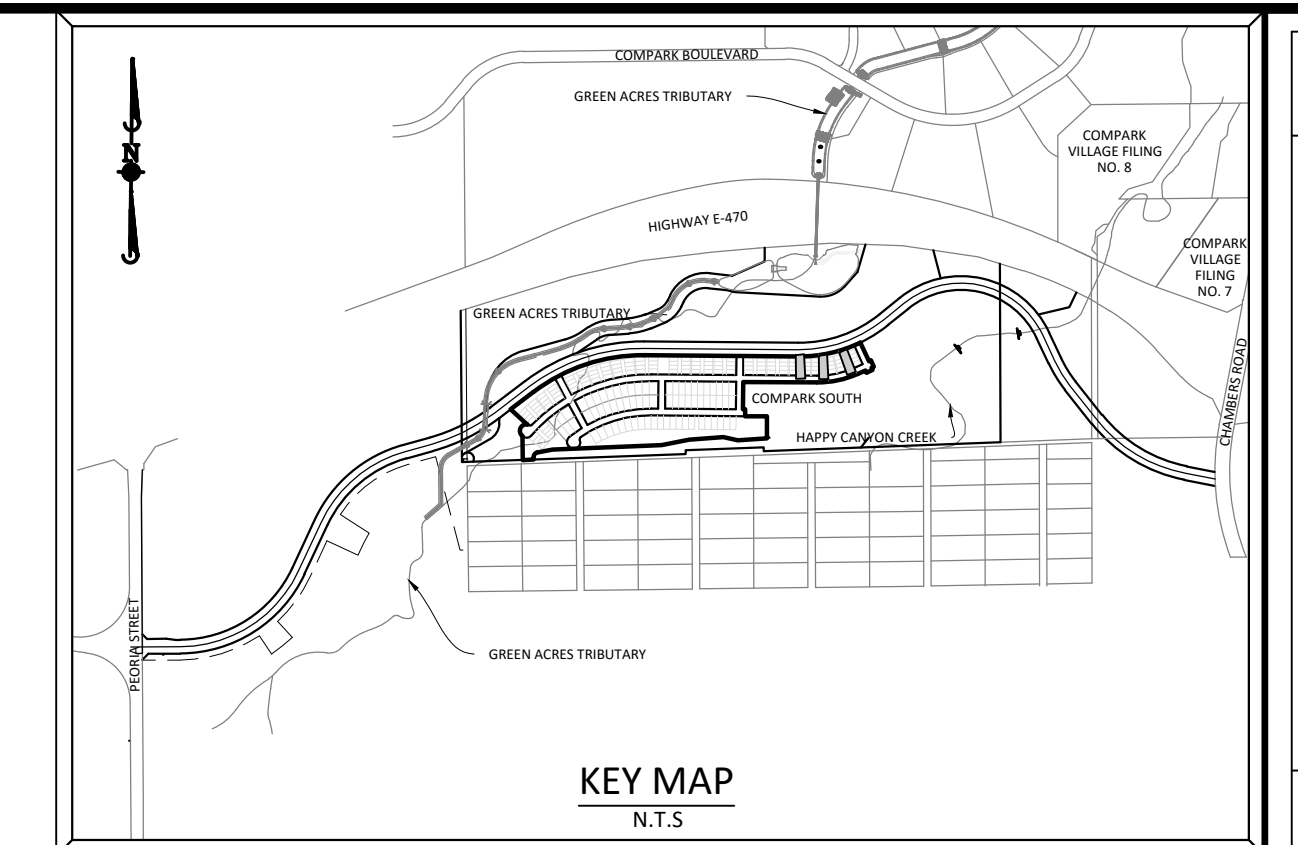 COMPARK BOULEVARD
GREEN ACRES TRIBUTARY
N
COMPARK
VILLAGE FILING
NO. 8
HIGHWAY E-470
COMPARK
VILLAGE
FILING
NO. 7
GREEN ACRES TRIBUTARY
CHAMBERS ROAD
COMPARK SOUTH
HAPPY CANYON CREEK
PEORIA STREET
GREEN ACRES TRIBUTARY
KEY MAP
N.T.S